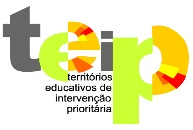 teip
territórios
educativos de
intervenção
prioritária